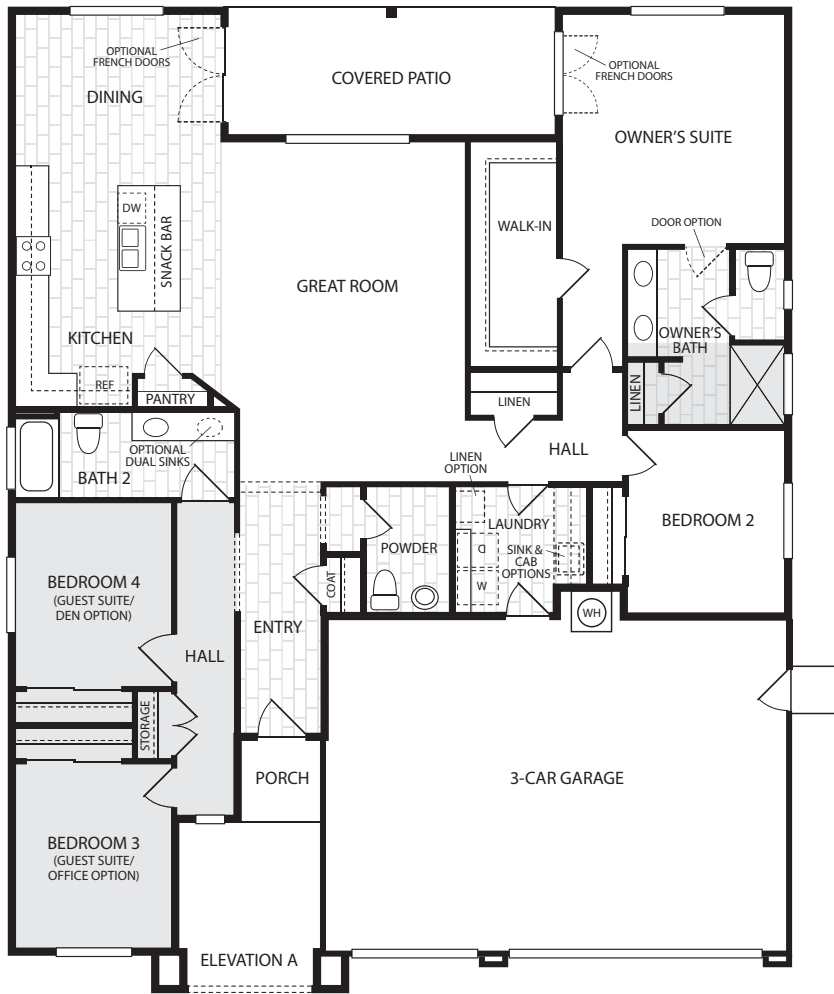 OPTIONAL
FRENCH DOORS
DINING
COVERED PATIO
OPTIONAL
FRENCH DOORS
OWNER'S SUITE
DW
SNACK BAR
WALK-IN
DOOR OPTION
GREAT ROOM
KITCHEN
OWNER'S
BATH
REF
PANTRY
LINEN
LINEN
OPTIONAL
DUAL SINKS
BATH 2
HALL
LINEN
OPTION
LAUNDRY
BEDROOM 2
POWDER
D
SINK &
CAB
OPTIONS
W
COAT
WH
BEDROOM 4
(GUEST SUITE/
DEN OPTION)
ENTRY
HALL
STORAGE
PORCH
3-CAR GARAGE
BEDROOM 3
(GUEST SUITE/
OFFICE OPTION)
ELEVATION A